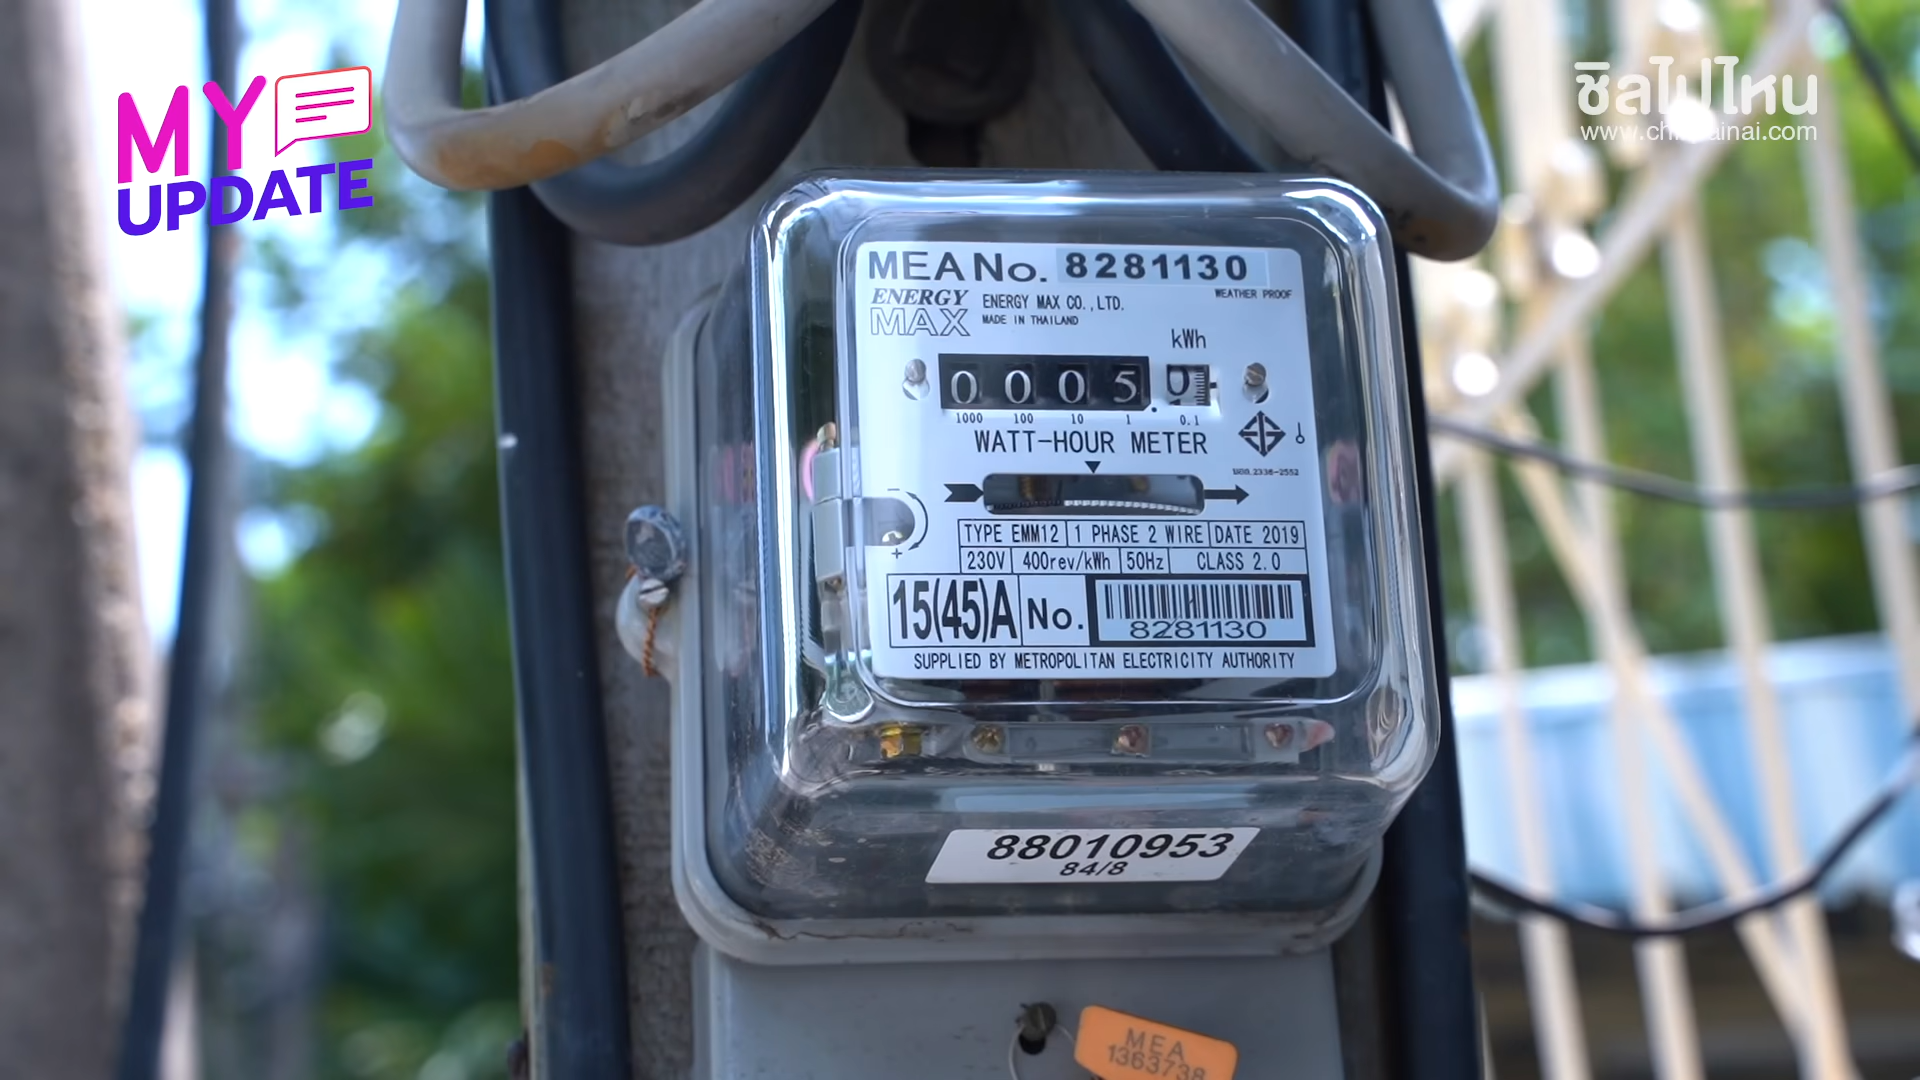 MY
UPDATE
ชิลไปไหน
MEA No. 8281130
ENERGY MAX
ENERGY MAX CO.,LTD.
MADE IN THAILAND
WEATHER PROOF
kWh
0 0 0 5 . 0
1000 100 10 1 0.1
WATT-HOUR METER
TYPE EMM12 1 PHASE 2 WIRE DATE 2019
230V 400rev/kWh 50Hz CLASS 2.0
15(45)A No. 8281130
SUPPLIED BY METROPOLITAN ELECTRICITY AUTHORITY
88010953
84/8
MEA
1363738